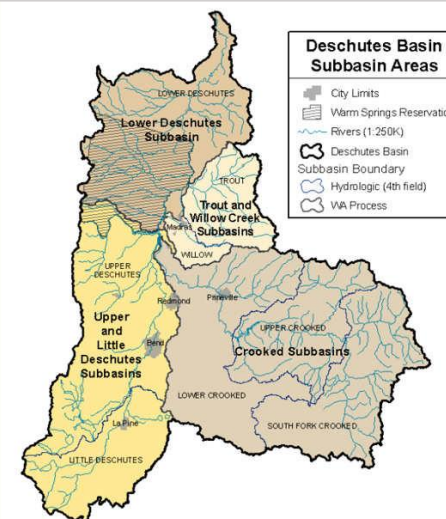 Deschutes Basin
Subbasin Areas
City Limits
Warm Springs Reservatio
Rivers (1:250K)
Deschutes Basin
Subbasin Boundary
Hydrologic (4th field)
WA Process
LOWER DESCHUTES
Lower Deschutes
Subbasin
TROUT
Trout and
Willow Creek
Subbasins
Madras
WILLOW
UPPER
DESCHUTES
Redmond
Prineville
Upper
and
Little
Deschutes
Subbasins
Bend
UPPER CROOKED
Crooked Subbasins
LOWER CROOKED
SOUTH FORK CROOKED
La Pine
LITTLE DESCHUTES